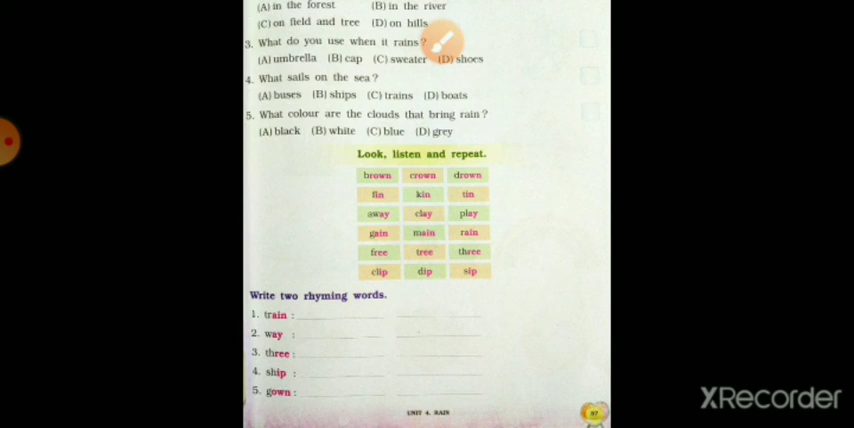 (A) in the forest (B) in the river
(C) on field and tree (D) on hills
3. What do you use when it rains?
(A) umbrella (B) cap (C) sweater (D) shoes
4. What sails on the sea?
(A) buses (B) ships (C) trains (D) boats
5. What colour are the clouds that bring rain?
(A) black (B) white (C) blue (D) grey
Look, listen and repeat.
brown crown drown
fin kin tin
away clay play
gain main rain
free tree three
clip dip sip
Write two rhyming words.
1. train :
2. way :
3. three :
4. ship :
5. gown :
UNIT 4. RAIN
57
XRecorder